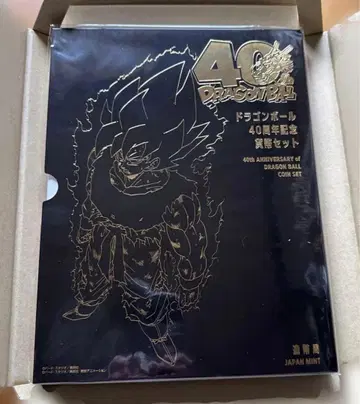 40th
DRAGON BALL
ドラゴンボール
40周年記念
貨幣セット
40th ANNIVERSARY of
DRAGON BALL
COIN SET
造幣局
JAPAN MINT